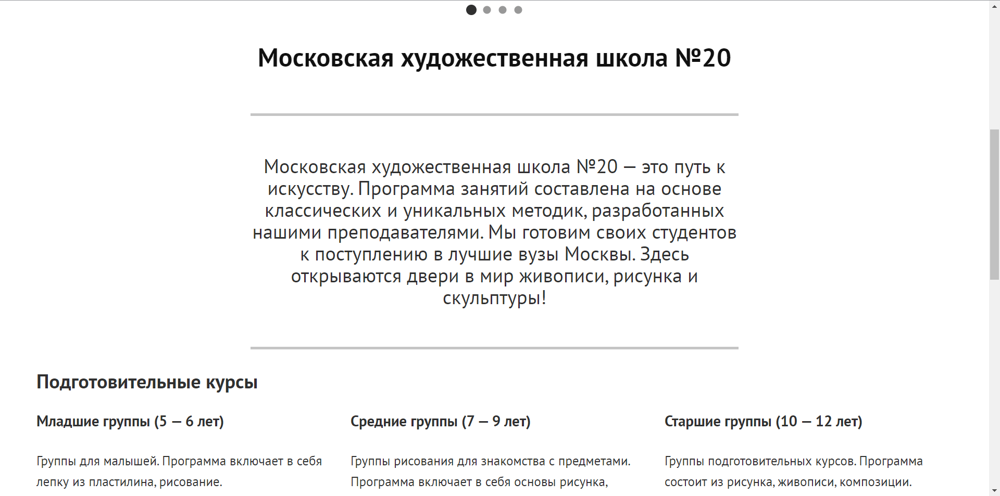 Московская художественная школа №20
Московская художественная школа №20 — это путь к
искусству. Программа занятий составлена на основе
классических и уникальных методик, разработанных
нашими преподавателями. Мы готовим своих студентов
к поступлению в лучшие вузы Москвы. Здесь
открываются двери в мир живописи, рисунка и
скульптуры!
Подготовительные курсы
Младшие группы (5 — 6 лет)
Группы для малышей. Программа включает в себя
лепку из пластилина, рисование.
Средние группы (7 — 9 лет)
Группы рисования для знакомства с предметами.
Программа включает в себя основы рисунка,
Старшие группы (10 — 12 лет)
Группы подготовительных курсов. Программа
состоит из рисунка, живописи, композиции.